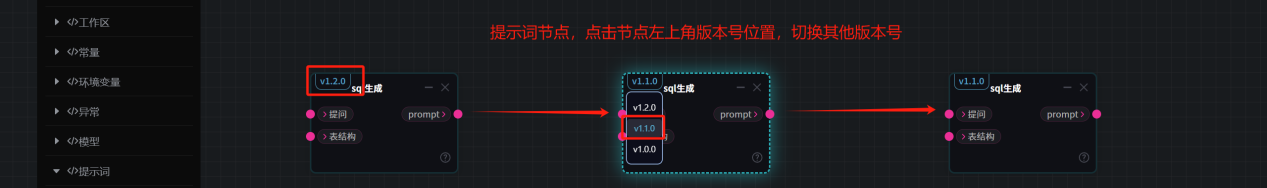 </>工作区
</>常量
</>环境变量
</>异常
</>模型
</>提示词
提示词节点，点击节点左上角版本号位置，切换其他版本号
v1.2.0
sql生成
提问
prompt
表结构
v1.1.0
sql生成
v1.2.0
v1.1.0
v1.0.0
prompt
构
v1.1.0
sql生成
提问
prompt
表结构